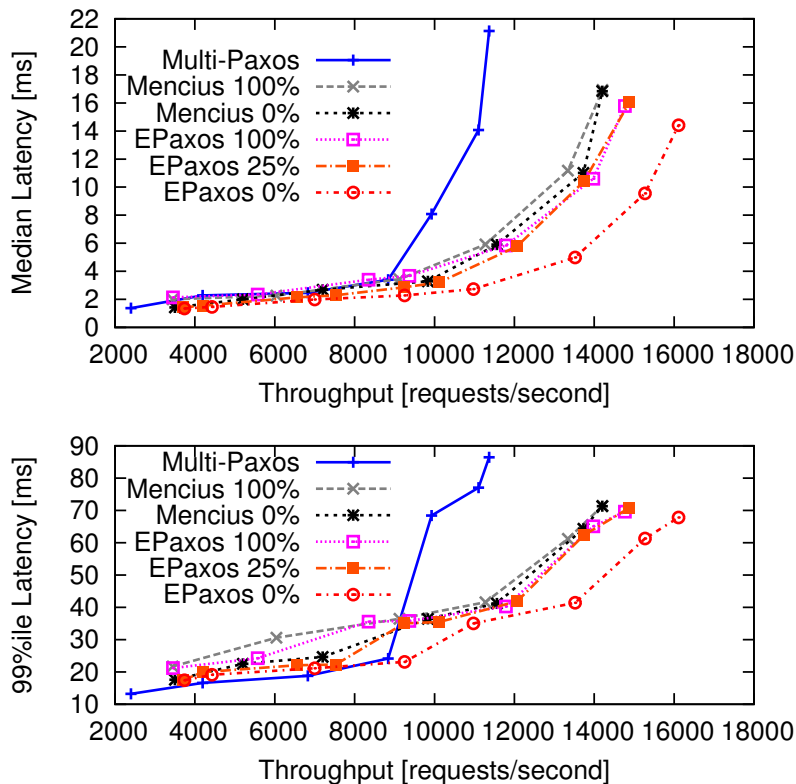 22
20
18
16
14
12
10
8
6
4
2
0
Median Latency [ms]
Multi-Paxos
Mencius 100%
Mencius 0%
EPaxos 100%
EPaxos 25%
EPaxos 0%
2000 4000 6000 8000 10000 12000 14000 16000 18000
Throughput [requests/second]
90
80
70
60
50
40
30
20
10
99%ile Latency [ms]
Multi-Paxos
Mencius 100%
Mencius 0%
EPaxos 100%
EPaxos 25%
EPaxos 0%
2000 4000 6000 8000 10000 12000 14000 16000 18000
Throughput [requests/second]